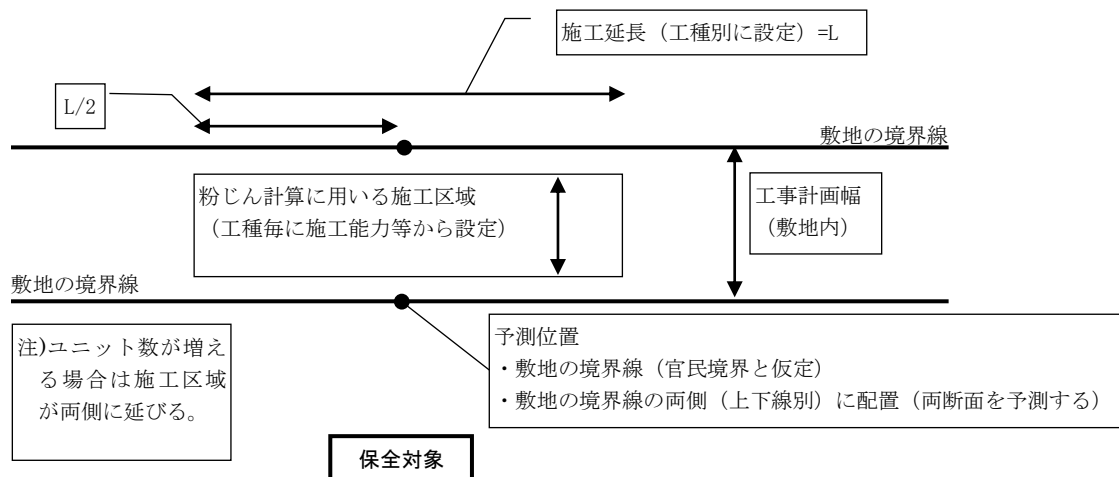 施工延長（工種別に設定）=L
L/2
敷地の境界線
粉じん計算に用いる施工区域
（工種毎に施工能力等から設定）
工事計画幅
（敷地内）
敷地の境界線
注)ユニット数が増え
る場合は施工区域
が両側に延びる。
予測位置
・敷地の境界線（官民境界と仮定）
・敷地の境界線の両側（上下線別）に配置（両断面を予測する）
保全対象